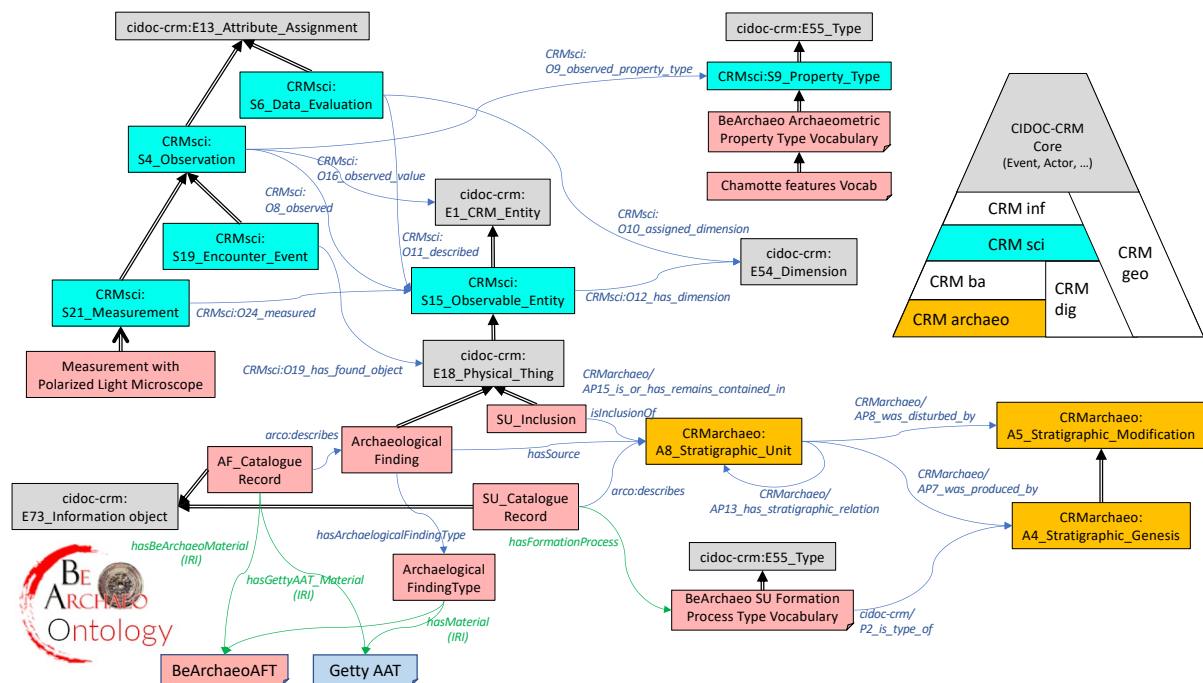 cidoc-crm:E13_Attribute_Assignment
CRMsci:
S6_Data_Evaluation
CRMsci:
S4_Observation
CRMsci:
S19_Encounter_Event
CRMsci:
S21_Measurement
Measurement with
Polarized Light Microscope
CRMsci:
O9_observed_property_type
cidoc-crm:E55_Type
CRMsci:S9_Property_Type
BeArchaeo Archaeometric
Property Type Vocabulary
Chamotte features Vocab
CRMsci:
O16_observed_value
CRMsci:
O8_observed
CRMsci:
O11_described
CRMsci:
O10_assigned_dimension
cidoc-crm:
E1_CRM_Entity
cidoc-crm:
E54_Dimension
CRMsci:
S15_Observable_Entity
CRMsci:O12_has_dimension
CRMsci:O24_measured
CRMsci:O19_has_found_object
cidoc-crm:
E18_Physical_Thing
CIDOC-CRM
Core
(Event, Actor, ...)
CRM inf
CRM sci
CRM ba
CRM
dig
CRM
geo
CRM archaeo
SU_Inclusion
CRMarchaeo/
AP15_is_or_has_remains_contained_in
isInclusionOf
arco:describes
Archaeological
Finding
hasSource
CRMarchaeo:
A8_Stratigraphic_Unit
CRMarchaeo/
AP8_was_disturbed_by
CRMarchaeo:
A5_Stratigraphic_Modification
AF_Catalogue
Record
cidoc-crm:
E73_Information object
SU_Catalogue
Record
arco:describes
CRMarchaeo/
AP13_has_stratigraphic_relation
CRMarchaeo/
AP7_was_produced_by
CRMarchaeo:
A4_Stratigraphic_Genesis
hasBeArchaeoMaterial
(IRI)
hasGettyAAT_Material
(IRI)
hasArchaelogicalFindingType
hasFormationProcess
Archaelogical
FindingType
hasMaterial
(IRI)
cidoc-crm:E55_Type
BeArchaeo SU Formation
Process Type Vocabulary
cidoc-crm/
P2_is_type_of
BE
ARCHAEO
Ontology
BeArchaeoAFT
Getty AAT